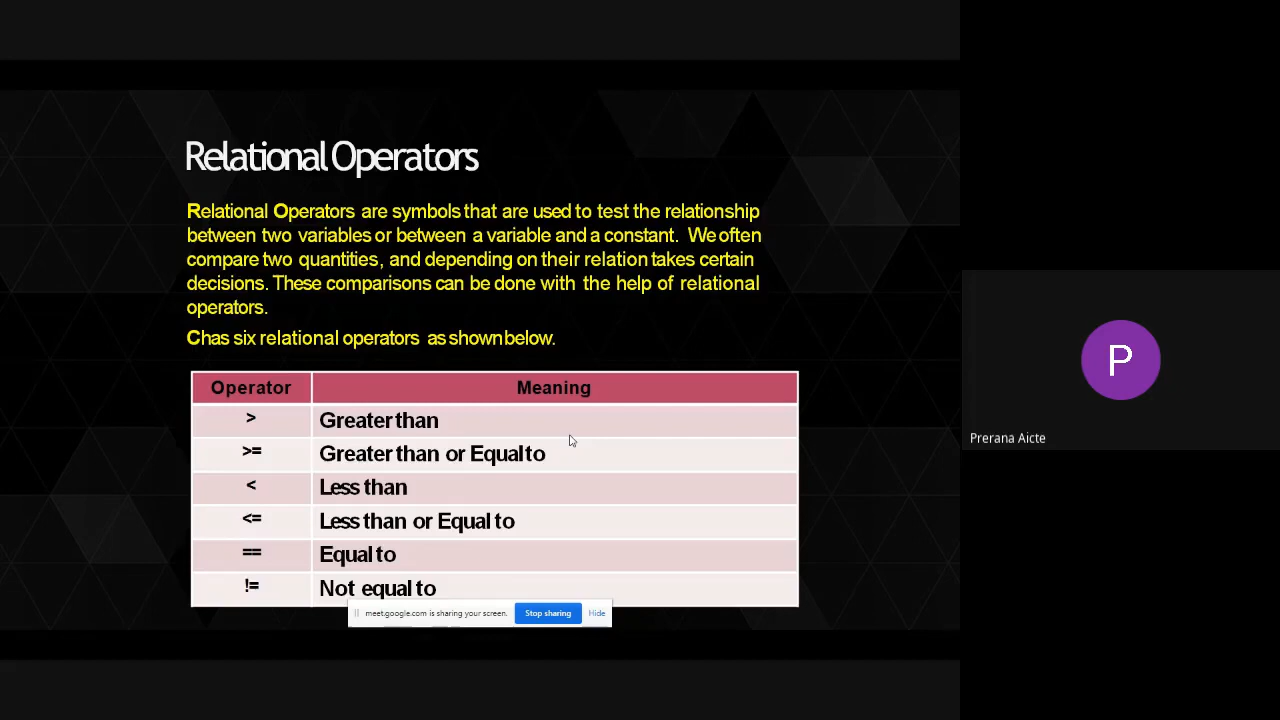 Relational Operators
Relational Operators are symbols that are used to test the relationship
between two variables or between a variable and a constant. We often
compare two quantities, and depending on their relation takes certain
decisions. These comparisons can be done with the help of relational
operators.
C has six relational operators as shown below.
Operator Meaning
> Greater than
>= Greater than or Equal to
< Less than
<= Less than or Equal to
== Equal to
!= Not equal to
meet.google.com is sharing your screen. Stop sharing Hide
P
Prerana Aicte